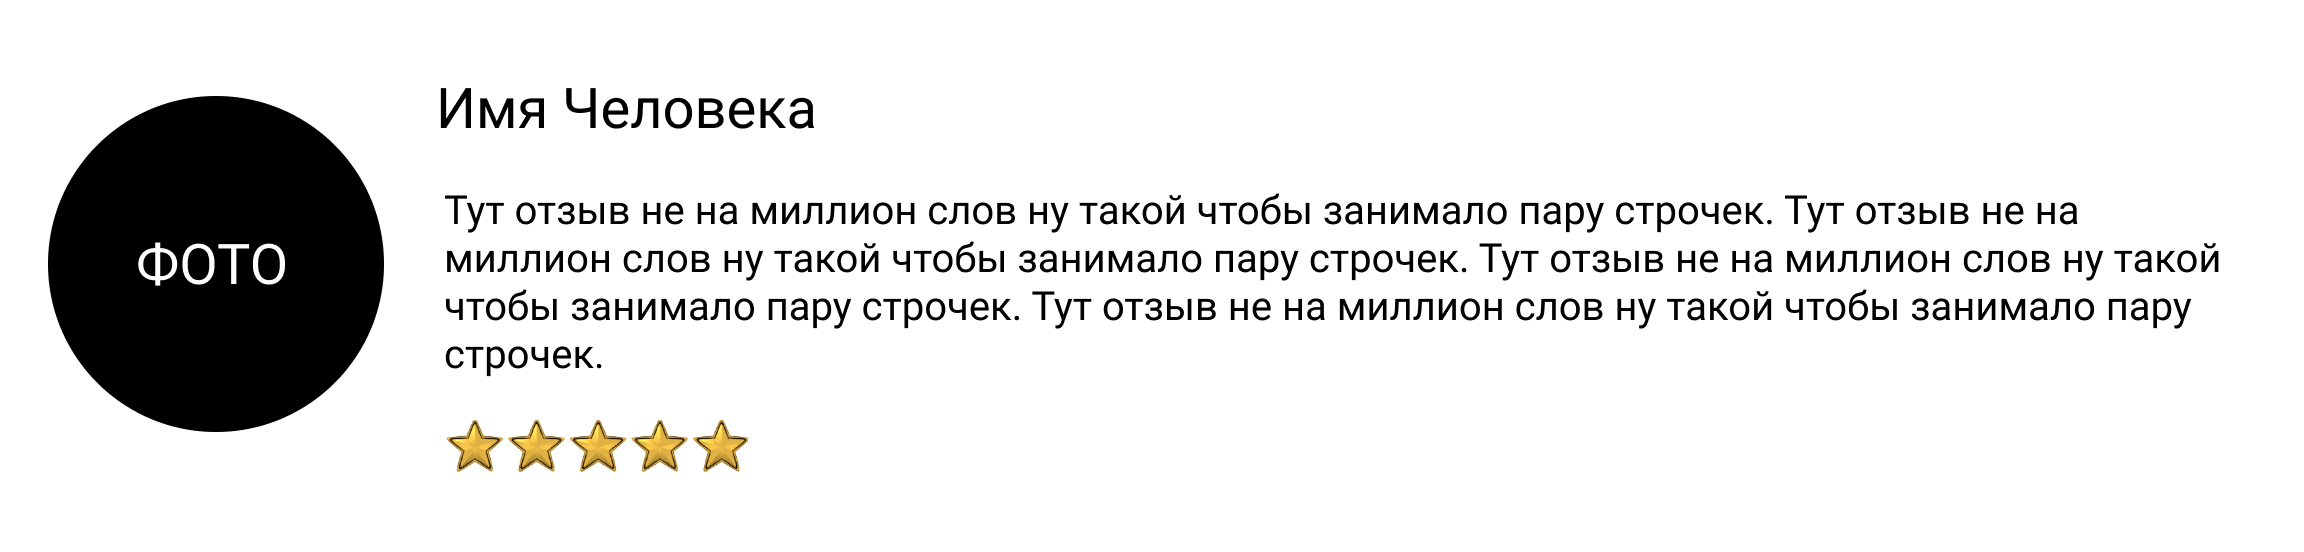 Имя Человека
ФОТО
Тут отзыв не на миллион слов ну такой чтобы занимало пару строчек. Тут отзыв не на
миллион слов ну такой чтобы занимало пару строчек. Тут отзыв не на миллион слов ну такой
чтобы занимало пару строчек. Тут отзыв не на миллион слов ну такой чтобы занимало пару
строчек.